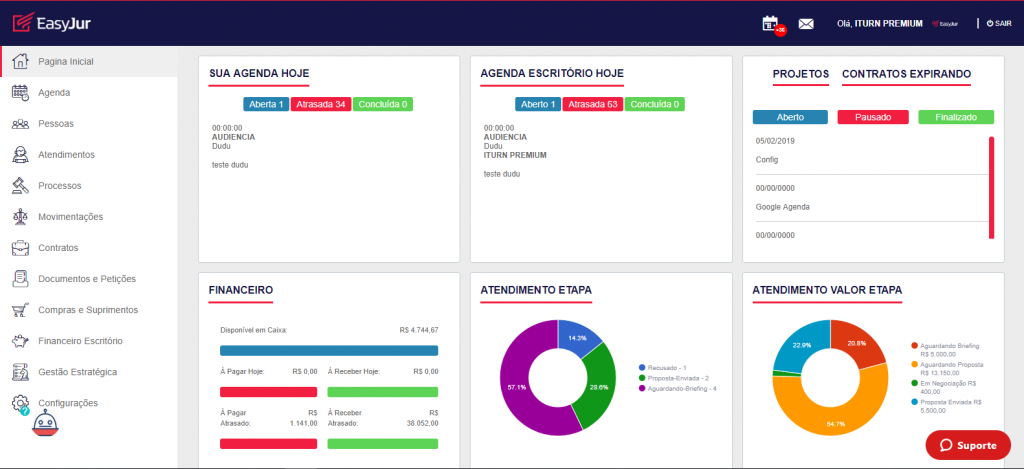 EasyJur
+36
Olá, ITURN PREMIUM
EasyJur
SAIR
Pagina Inicial
Agenda
Pessoas
Atendimentos
Processos
Movimentações
Contratos
Documentos e Petições
Compras e Suprimentos
Financeiro Escritório
Gestão Estratégica
Configurações
?
SUA AGENDA HOJE
Aberta 1 Atrasada 34 Concluída 0
00:00:00
AUDIENCIA
Dudu
teste dudu
AGENDA ESCRITÓRIO HOJE
Aberto 1 Atrasada 63 Concluída 0
00:00:00
AUDIENCIA
Dudu
ITURN PREMIUM
teste dudu
PROJETOS CONTRATOS EXPIRANDO
Aberto Pausado Finalizado
05/02/2019
Config
00/00/0000
Google Agenda
00/00/0000
FINANCEIRO
Disponível em Caixa: R$ 4.744,67
À Pagar Hoje: R$ 0,00 À Receber Hoje: R$ 0,00
À Pagar R$ À Receber R$
Atrasado: 1.141,00 Atrasado: 38.052,00
ATENDIMENTO ETAPA
14.3%
28.6%
57.1%
Recusado - 1
Proposta-Enviada - 2
Aguardando-Briefing - 4
ATENDIMENTO VALOR ETAPA
20.8%
22.9%
54.7%
Aguardando Briefing
R$ 5.000,00
Aguardando Proposta
R$ 13.150,00
Em Negociação R$
400,00
Proposta Enviada R$
5.500,00
Suporte